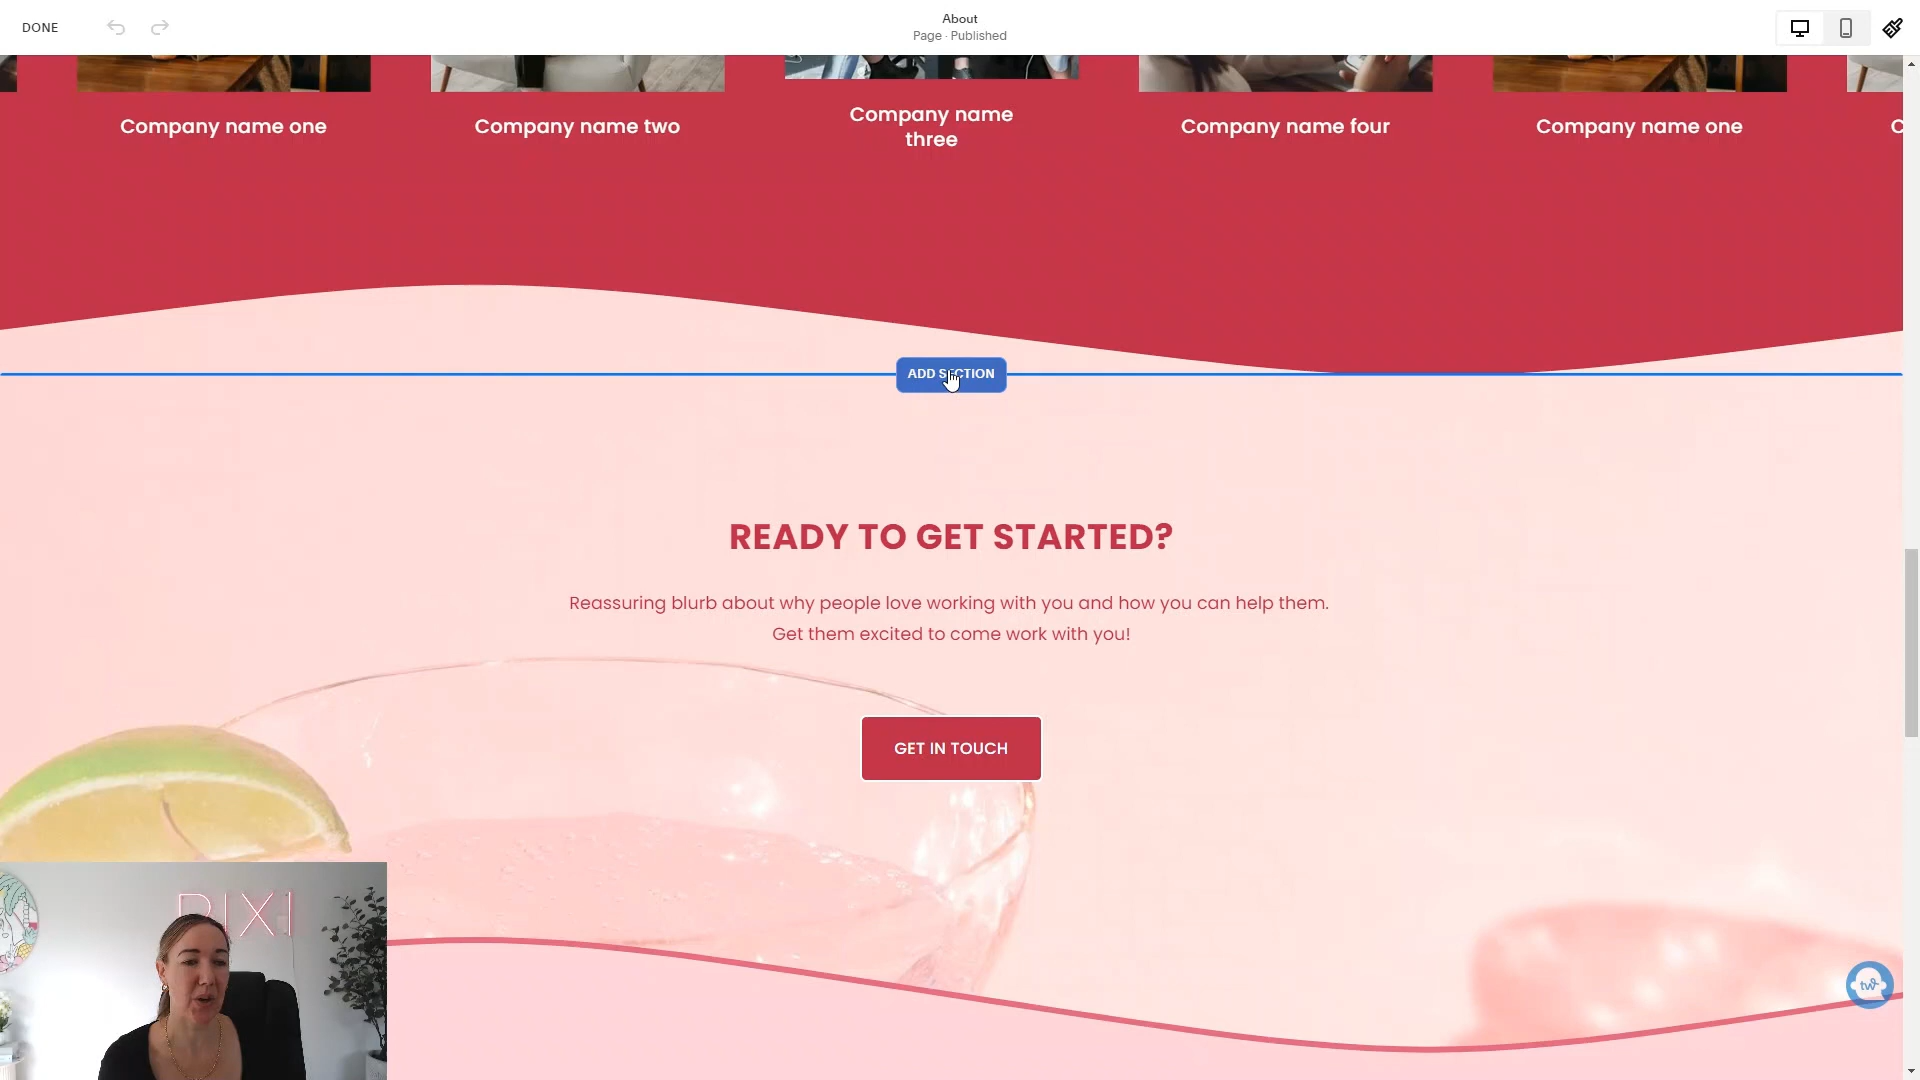 DONE
About
Page · Published
Company name one
Company name two
Company name
three
Company name four
Company name one
C
ADD SECTION
READY TO GET STARTED?
Reassuring blurb about why people love working with you and how you can help them.
Get them excited to come work with you!
GET IN TOUCH
PIXI
tw